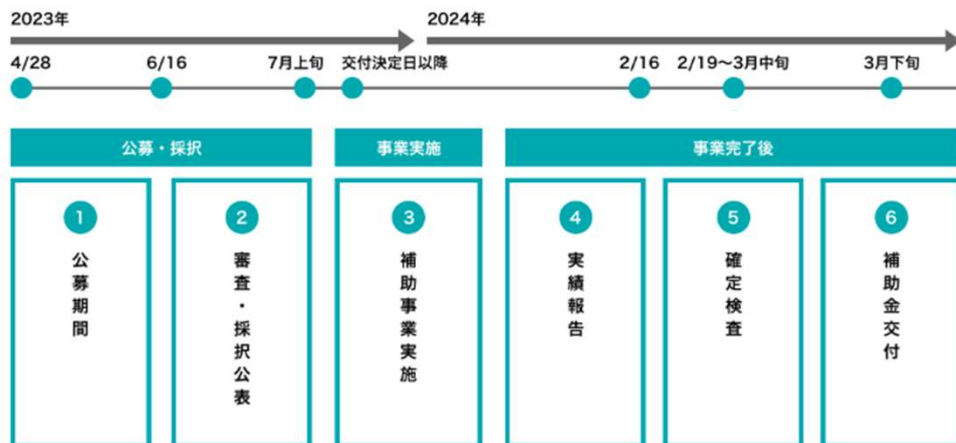 2023年
2024年
4/28
6/16
7月上旬
交付決定日以降
2/16
2/19〜3月中旬
3月下旬
公募・採択
事業実施
事業完了後
1
公募期間
2
審査・採択公表
3
補助事業実施
4
実績報告
5
確定検査
6
補助金交付